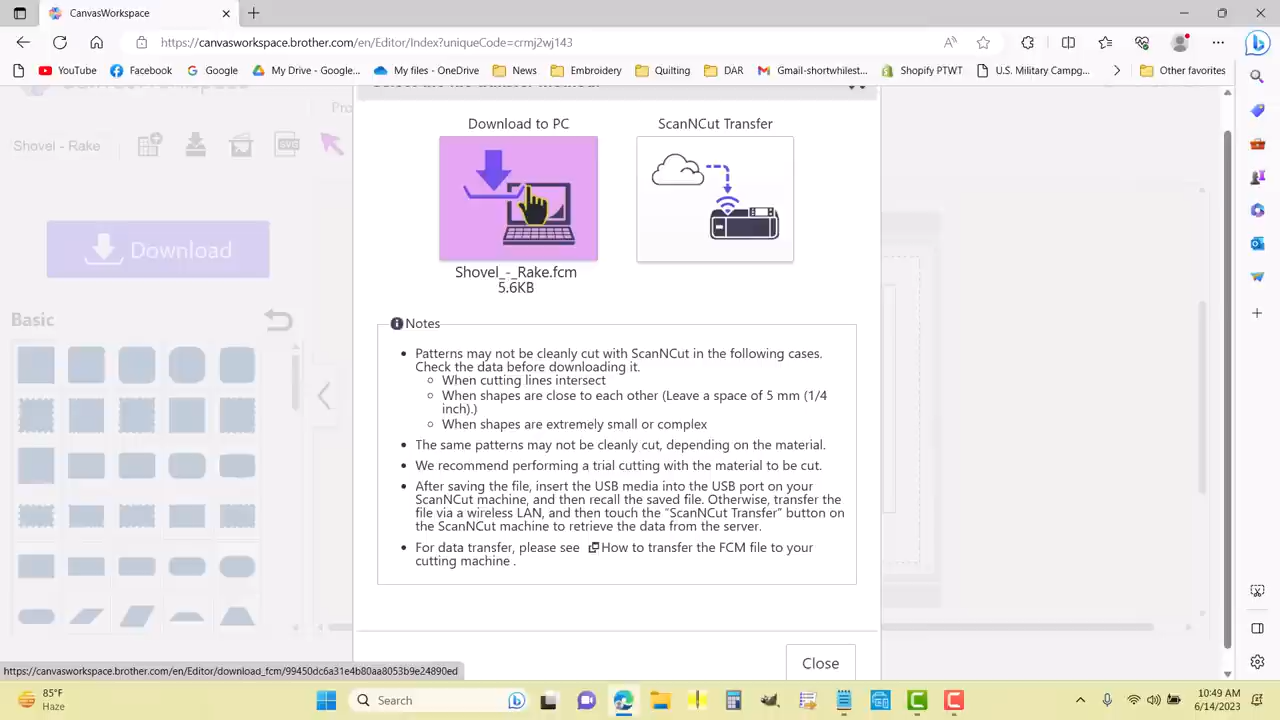 CanvasWorkspace
https://canvasworkspace.brother.com/en/Editor/Index?uniqueCode=crmj2wj143
YouTube
Facebook
Google
My Drive - Google...
My files - OneDrive
News
Embroidery
Quilting
DAR
Gmail-shortwhilest...
Shopify PTWT
U.S. Military Campg...
Other favorites
Shovel - Rake
SVG
Download
Basic
Download to PC
ScanNCut Transfer
Shovel_-_Rake.fcm
5.6KB
Notes
• Patterns may not be cleanly cut with ScanNCut in the following cases.
Check the data before downloading it.
○ When cutting lines intersect
○ When shapes are close to each other (Leave a space of 5 mm (1/4
inch).)
○ When shapes are extremely small or complex
• The same patterns may not be cleanly cut, depending on the material.
• We recommend performing a trial cutting with the material to be cut.
• After saving the file, insert the USB media into the USB port on your
ScanNCut machine, and then recall the saved file. Otherwise, transfer the
file via a wireless LAN, and then touch the “ScanNCut Transfer” button on
the ScanNCut machine to retrieve the data from the server.
• For data transfer, please see How to transfer the FCM file to your
cutting machine .
Close
https://canvasworkspace.brother.com/en/Editor/download_fcm/99450dc6a31e4b80aa8053b9e24890ed
85°F
Haze
Search
10:49 AM
6/14/2023